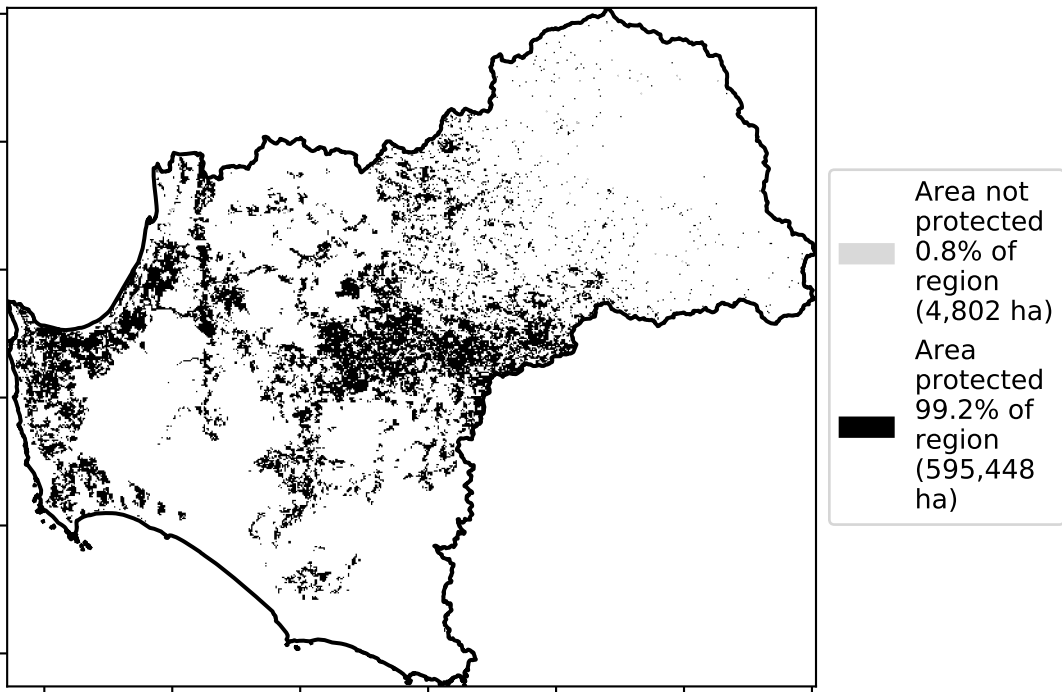 Area not
protected
0.8% of
region
(4,802 ha)
Area
protected
99.2% of
region
(595,448
ha)